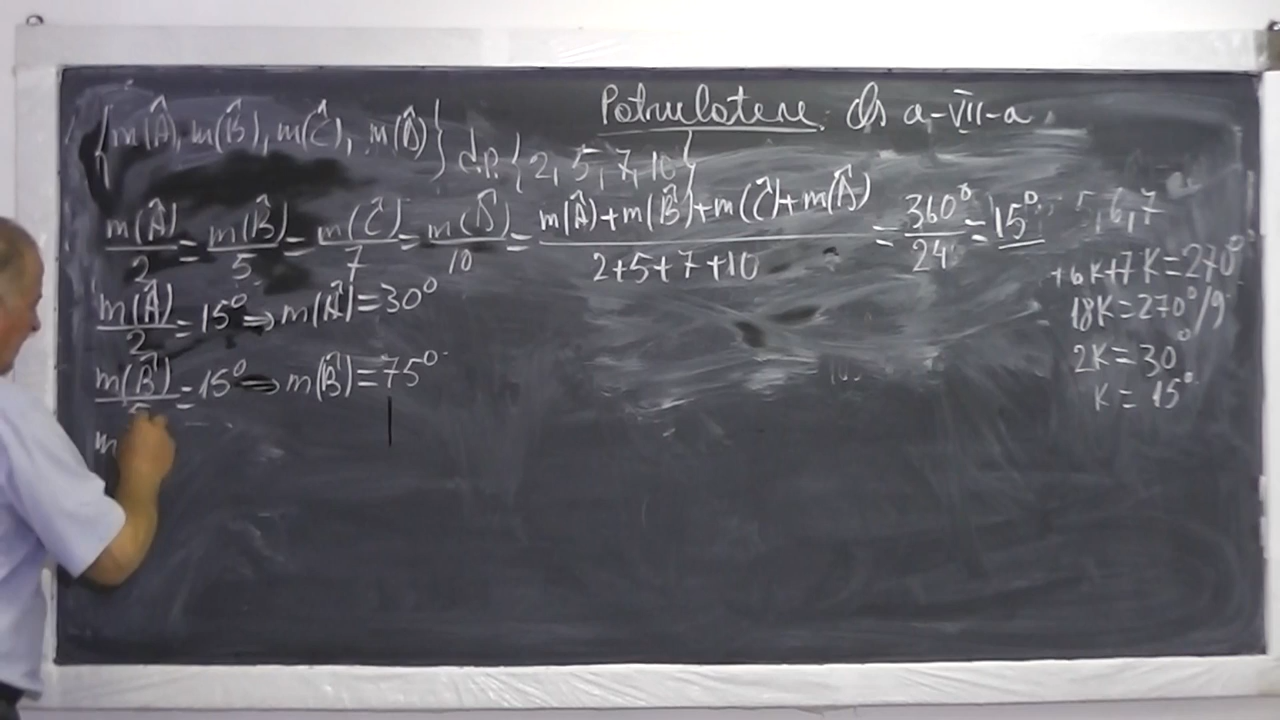 Patrulatere. Cls a-VII-a
{m(Â), m(B̂), m(Ĉ), m(D̂)} d.p. {2, 5, 7, 10}
m(Â)/2 = m(B̂)/5 = m(Ĉ)/7 = m(D̂)/10 = m(Â)+m(B̂)+m(Ĉ)+m(Â)/2+5+7+10 = 360°/24 = 15°
m(Â)/2 = 15° ⇒ m(Â) = 30°
m(B̂)/5 = 15° ⇒ m(B̂) = 75°
m
5, 6, 7
+6K+7K=270°
18K=270°/9
2K=30°
K=15°